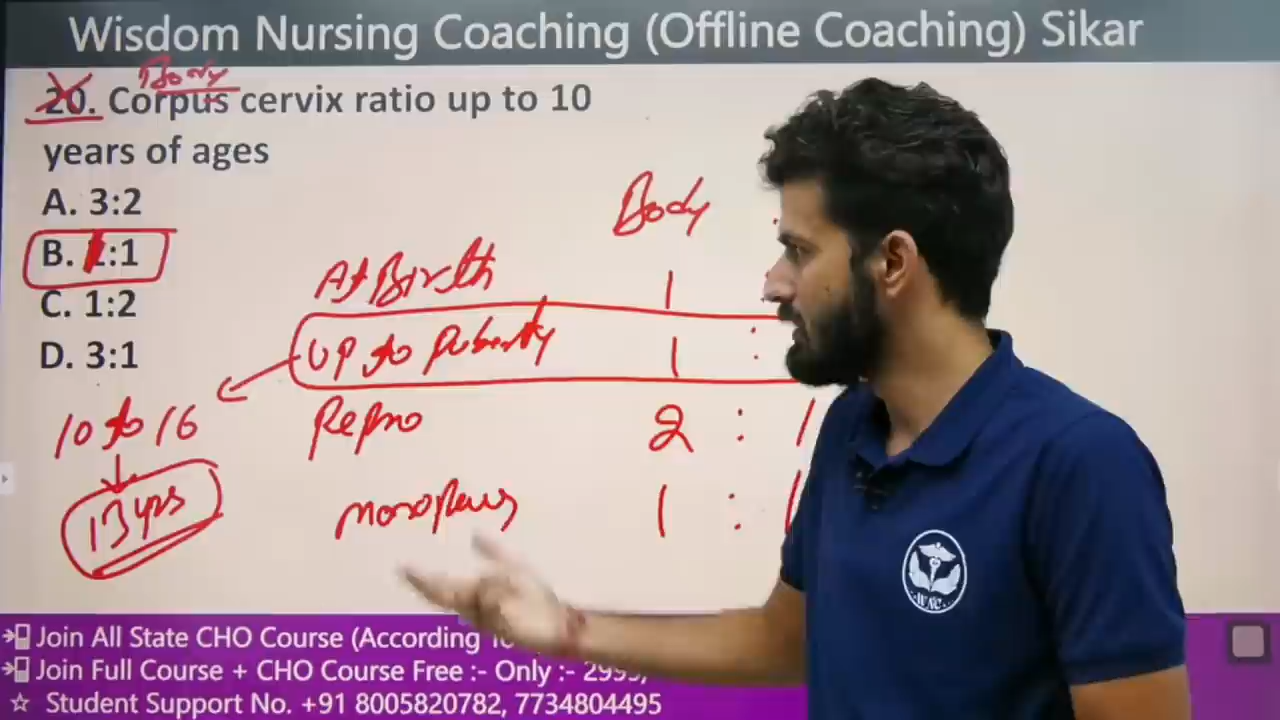 Wisdom Nursing Coaching (Offline Coaching) Sikar
Body
20. Corpus cervix ratio up to 10
years of ages
A. 3:2
B. 1:1
C. 1:2
D. 3:1
Body
At Birth 1
UP to Puberty 1 :
Repro 2 : 1
1 : 1
10 to 16
13 yrs
WNC
Join All State CHO Course (According
Join Full Course + CHO Course Free :- Only :- 2999,
☆ Student Support No. +91 8005820782, 7734804495